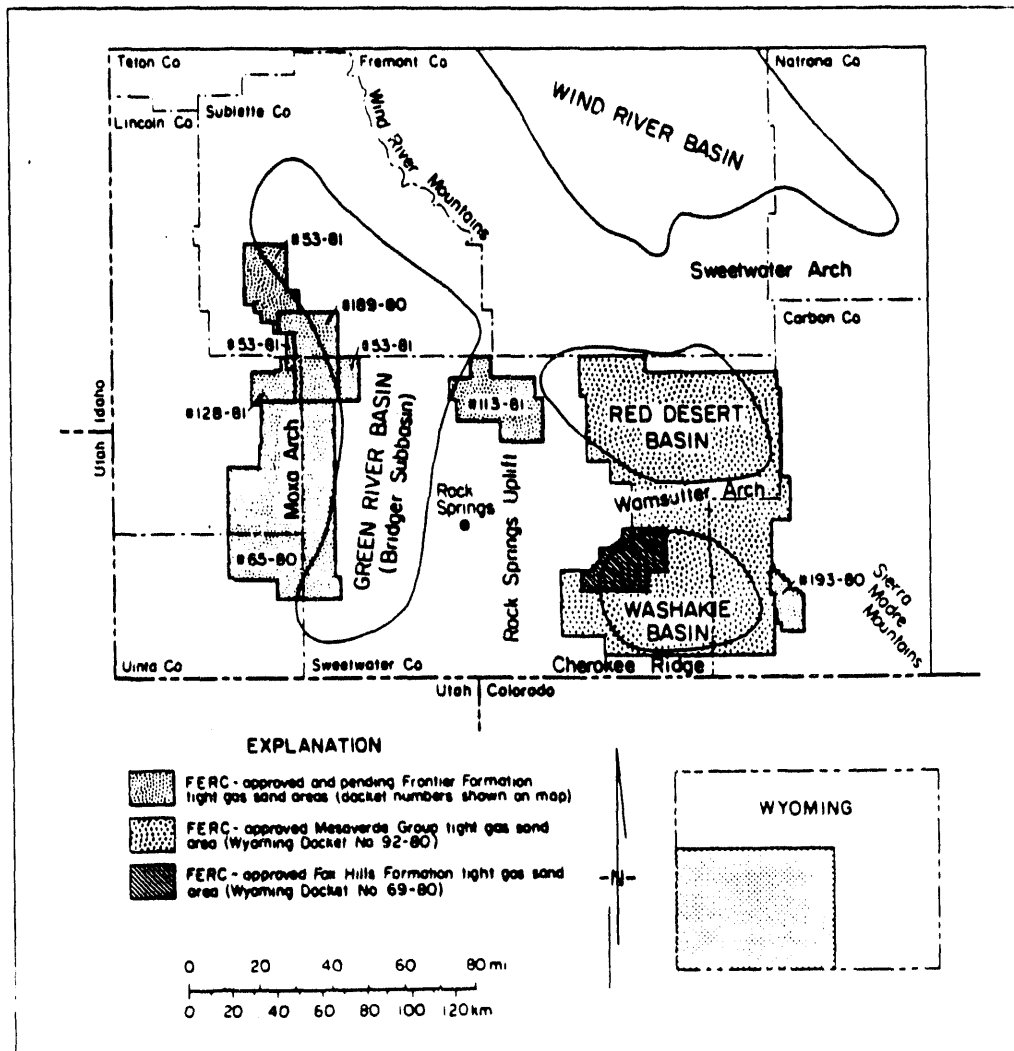 Teton Co
Fremont Co
Natrona Co
Lincoln Co
Sublette Co
Wind River Mountains
WIND RIVER BASIN
#53-81
Sweetwater Arch
#189-80
Carbon Co
#53-81
#53-81
#128-81
#113-81
RED DESERT
BASIN
Idaho
Utah
Moxa Arch
GREEN RIVER BASIN
(Bridger Subbasin)
Rock
Springs
Rock Springs Uplift
Wamsutter Arch
#65-80
#193-80
WASHAKIE
BASIN
Sierra
Madre
Mountains
Uinta Co
Sweetwater Co
Cherokee Ridge
Utah
Colorado
EXPLANATION
FERC - approved and pending Frontier Formation
tight gas sand areas (docket numbers shown on map)
FERC - approved Mesaverde Group tight gas sand
area (Wyoming Docket No 92-80)
FERC - approved Fox Hills Formation tight gas sand
area (Wyoming Docket No 69-80)
-N-
WYOMING
0 20 40 60 80 mi
0 20 40 60 80 100 120 km